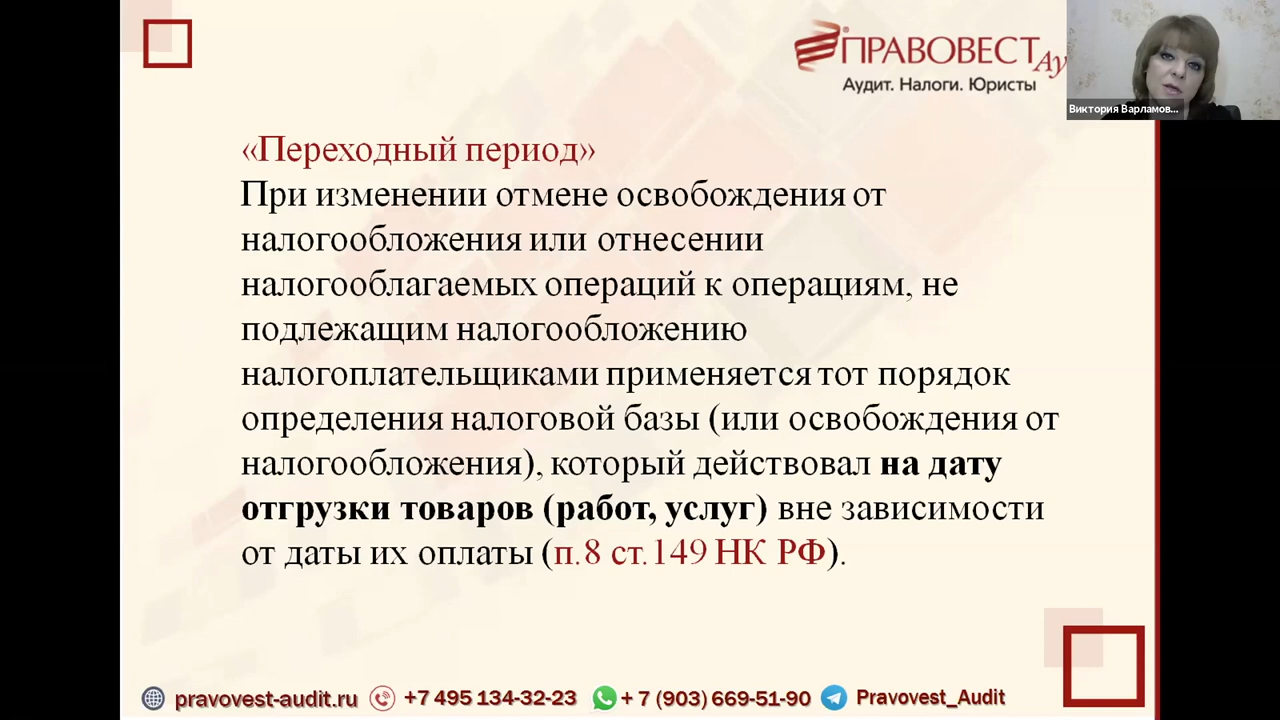 ПРАВОВЕСТ Ау
Аудит. Налоги. Юристы
Виктория Варламов...
«Переходный период»
При изменении отмене освобождения от
налогообложения или отнесении
налогооблагаемых операций к операциям, не
подлежащим налогообложению
налогоплательщиками применяется тот порядок
определения налоговой базы (или освобождения от
налогообложения), который действовал на дату
отгрузки товаров (работ, услуг) вне зависимости
от даты их оплаты (п.8 ст.149 НК РФ).
pravovest-audit.ru +7 495 134-32-23 + 7 (903) 669-51-90 Pravovest_Audit